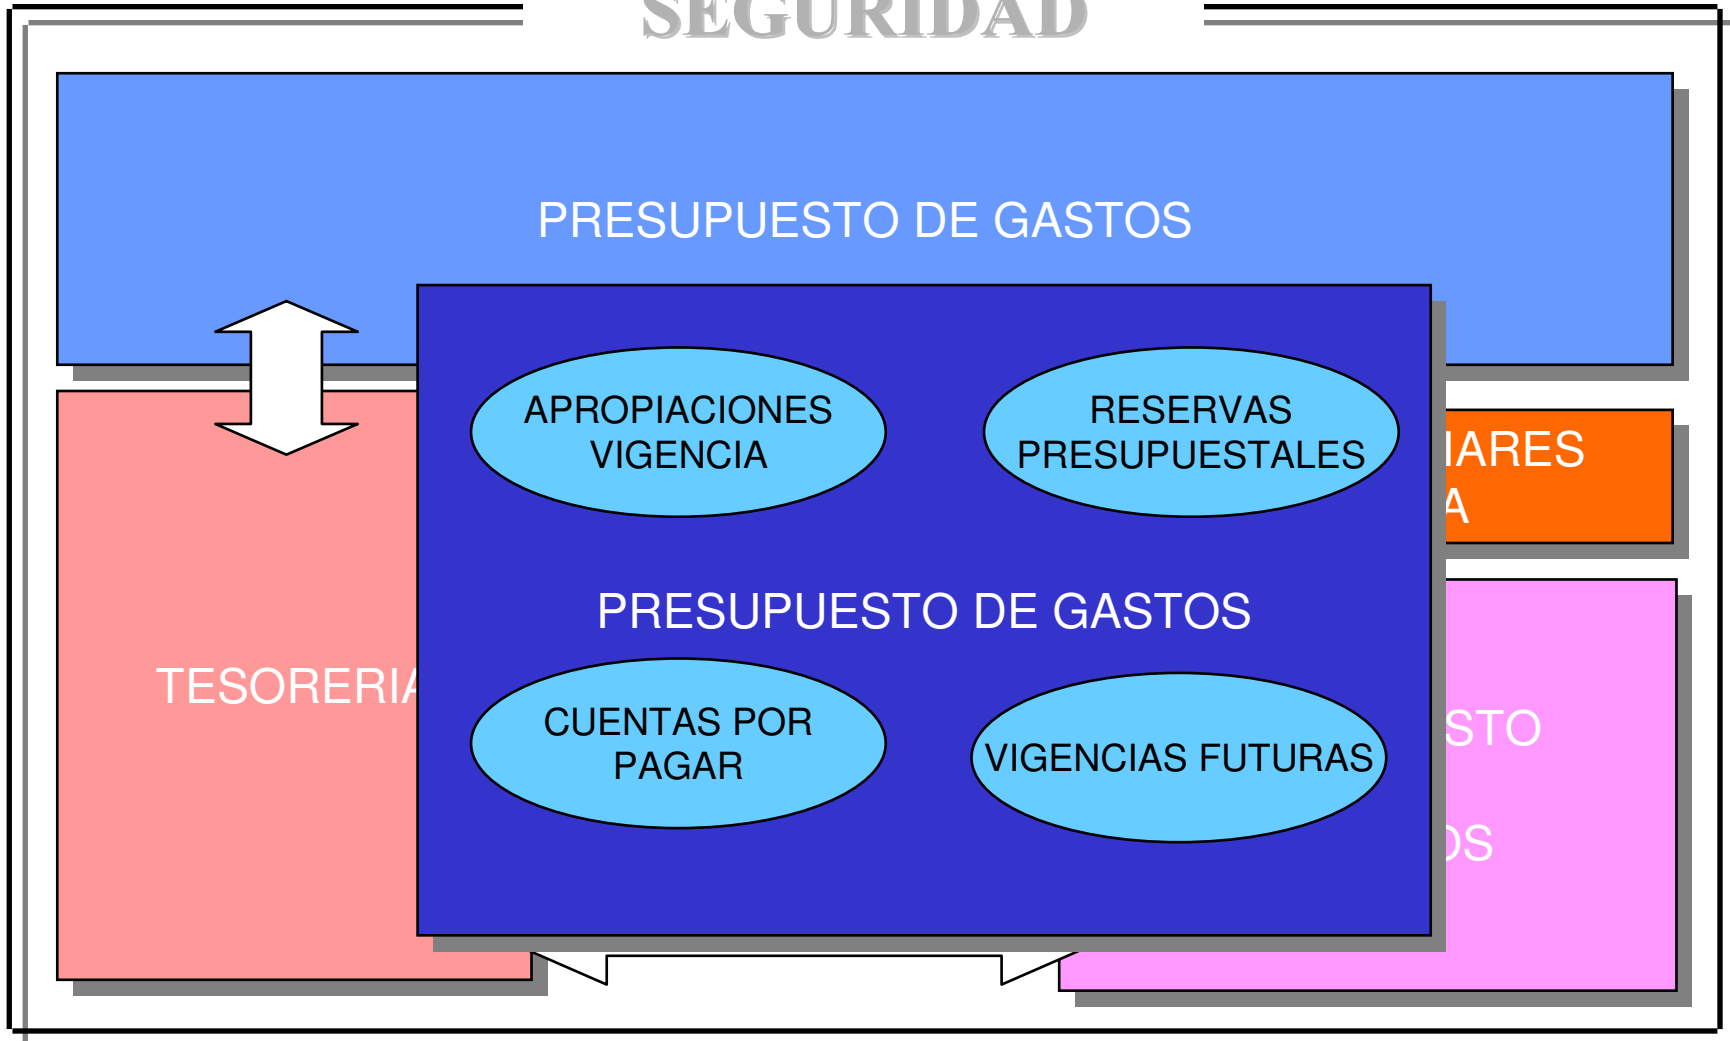 SEGURIDAD
PRESUPUESTO DE GASTOS
APROPIACIONES
VIGENCIA
RESERVAS
PRESUPUESTALES
IARES
A
PRESUPUESTO DE GASTOS
TESORERIA
CUENTAS POR
PAGAR
VIGENCIAS FUTURAS
STO
OS